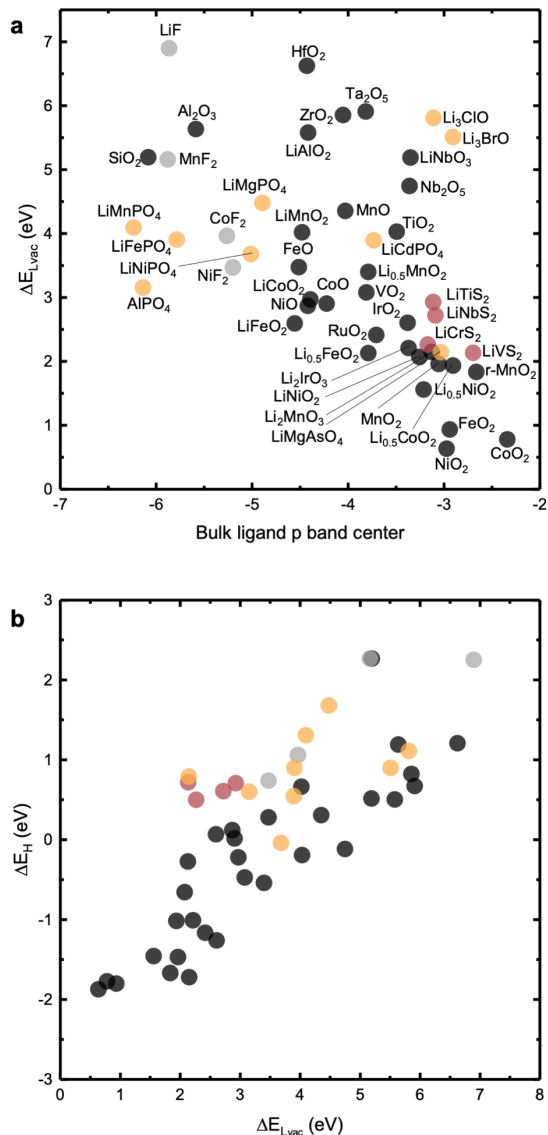 a
7
6
5
4
3
2
1
0
ΔE_Lvac (eV)
LiF
HfO₂
Ta₂O₅
ZrO₂
Al₂O₃
LiAlO₂
Li₃ClO
Li₃BrO
SiO₂
MnF₂
LiNbO₃
Nb₂O₅
LiMgPO₄
LiMnPO₄
CoF₂
LiMnO₂
MnO
TiO₂
LiFePO₄
FeO
LiCdPO₄
LiNiPO₄
NiF₂
Li₀.₅MnO₂
AlPO₄
LiCoO₂
CoO
VO₂
LiTiS₂
NiO
IrO₂
LiNbS₂
LiFeO₂
RuO₂
LiCrS₂
Li₀.₅FeO₂
LiVS₂
Li₂IrO₃
r-MnO₂
LiNiO₂
Li₀.₅NiO₂
Li₂MnO₃
MnO₂
LiMgAsO₄
Li₀.₅CoO₂
FeO₂
NiO₂
CoO₂
-7 -6 -5 -4 -3 -2
Bulk ligand p band center
b
3
2
1
0
-1
-2
-3
ΔE_H (eV)
0 1 2 3 4 5 6 7 8
ΔE_Lvac (eV)